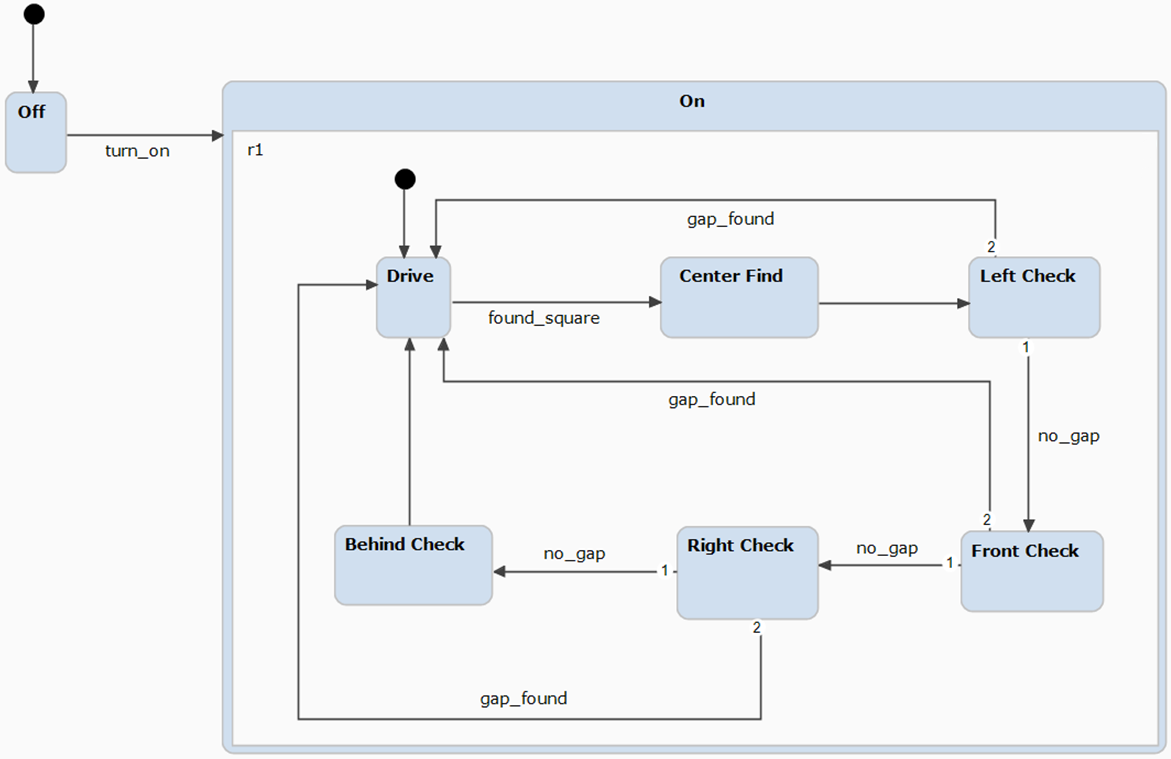 On
Off
turn_on
r1
gap_found
2
Drive
Center Find
Left Check
found_square
1
gap_found
no_gap
2
Behind Check
Right Check
Front Check
no_gap
no_gap
1
1
2
gap_found